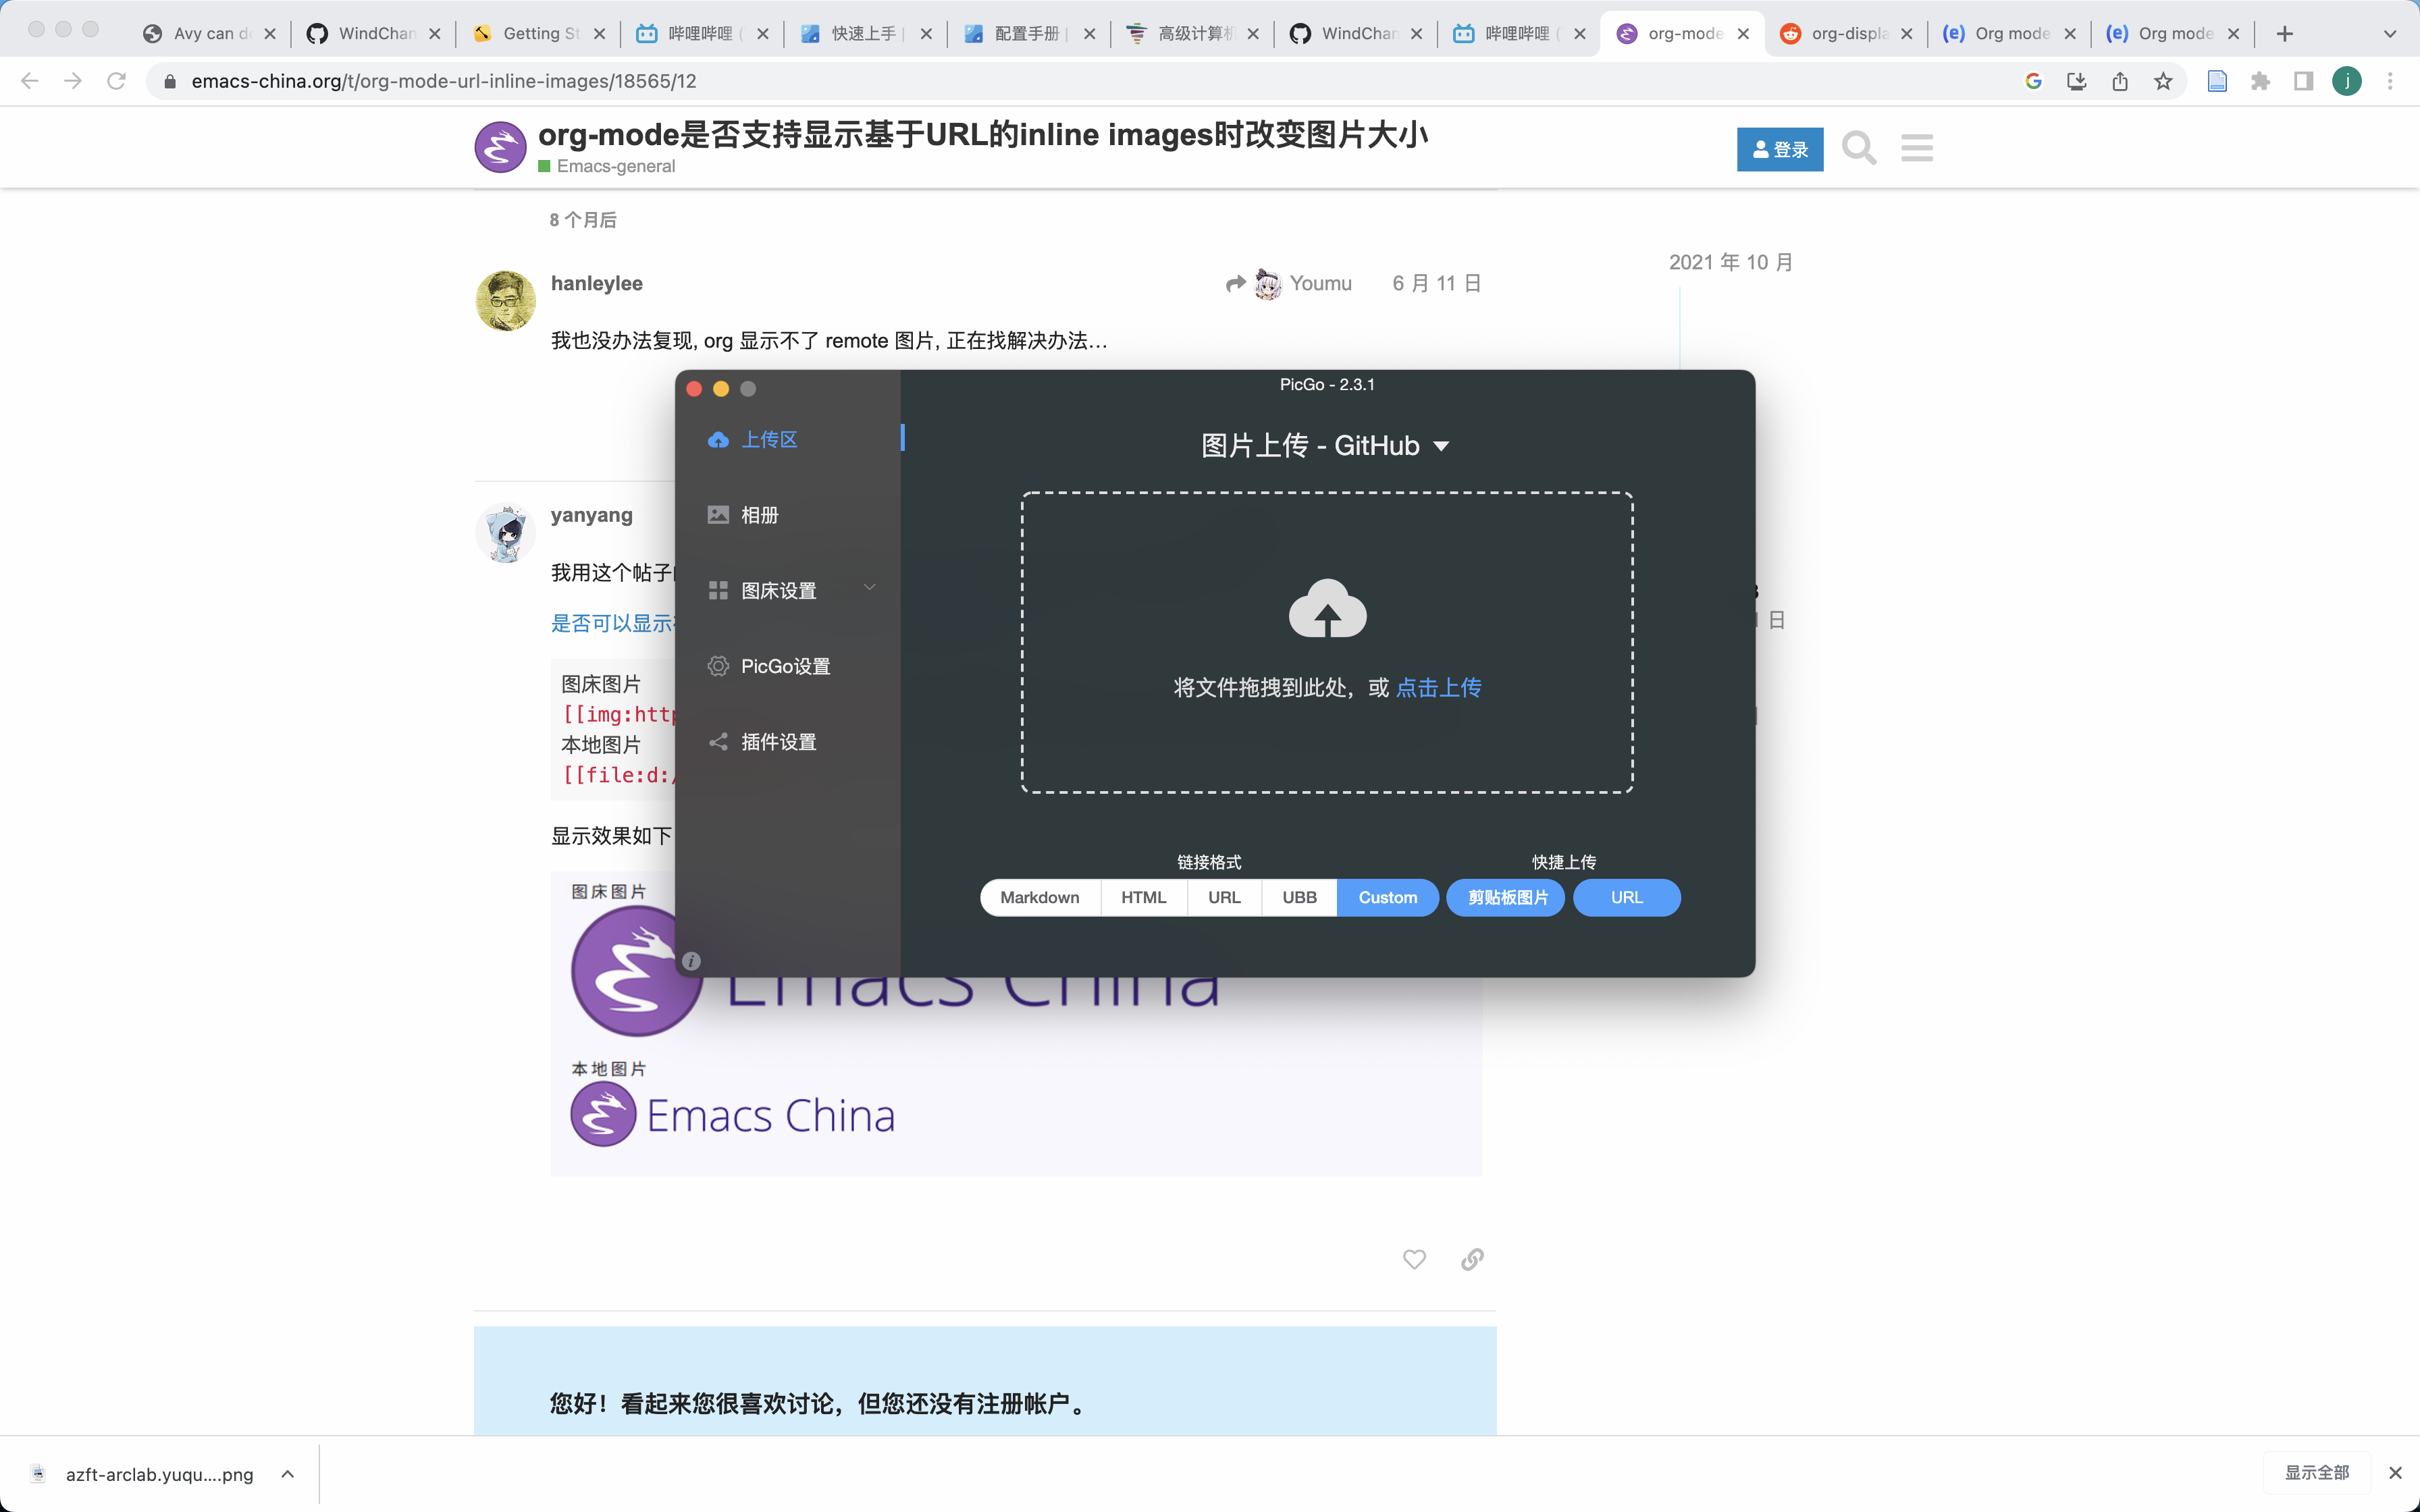 Avy can d
WindChan
Getting St
哔哩哔哩 (
快速上手 |
配置手册 |
高级计算机
WindChan
哔哩哔哩 (
org-mode
org-displa
Org mode
Org mode
emacs-china.org/t/org-mode-url-inline-images/18565/12
j
org-mode是否支持显示基于URL的inline images时改变图片大小
Emacs-general
登录
8 个月后
2021 年 10 月
hanleylee
Youmu
6 月 11 日
我也没办法复现, org 显示不了 remote 图片, 正在找解决办法…
PicGo - 2.3.1
上传区
图片上传 - GitHub
相册
图床设置
PicGo设置
插件设置
将文件拖拽到此处，或 点击上传
链接格式
快捷上传
Markdown
HTML
URL
UBB
Custom
剪贴板图片
URL
yanyang
我用这个帖子
是否可以显示
日
图床图片
[[img:http
本地图片
[[file:d:/
显示效果如下
图床图片
Emacs China
本地图片
Emacs China
您好！看起来您很喜欢讨论，但您还没有注册帐户。
azft-arclab.yuqu....png
显示全部